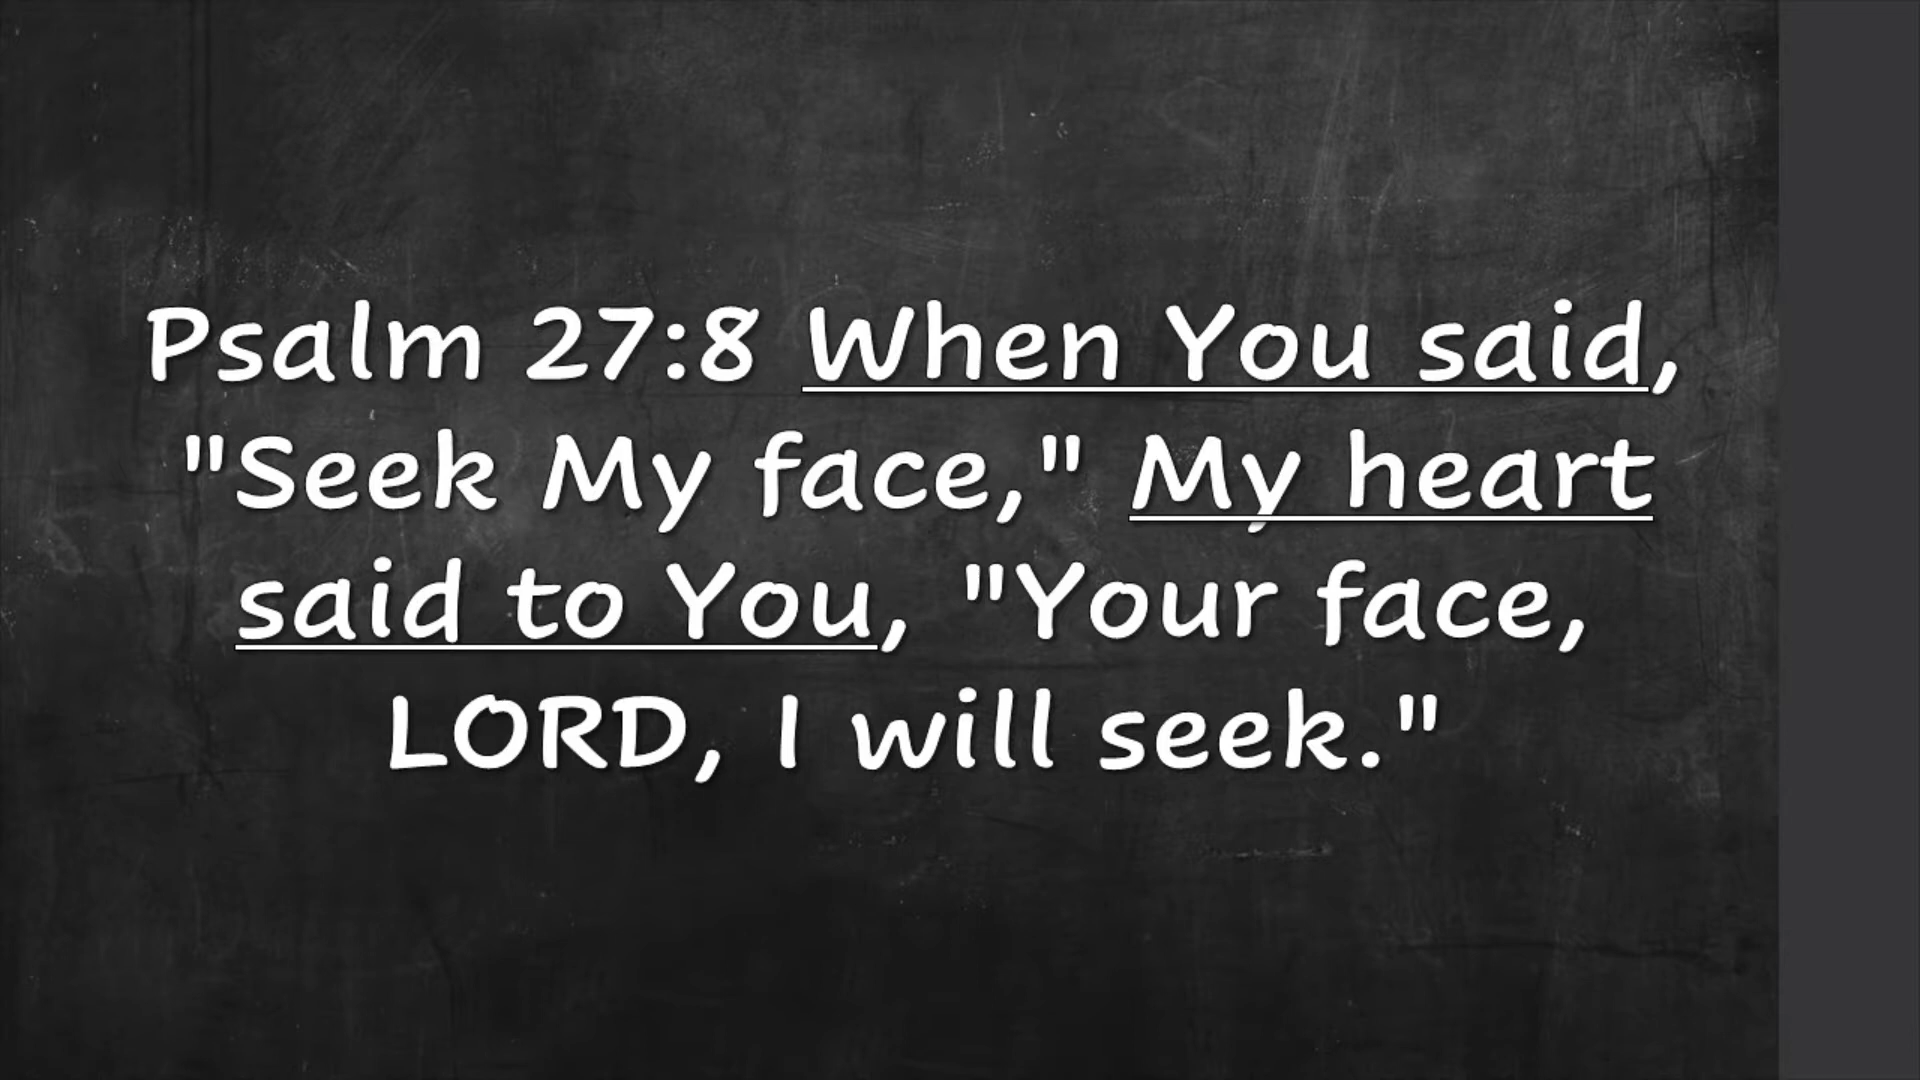 Psalm 27:8 When You said,
"Seek My face," My heart
said to You, "Your face,
LORD, I will seek."